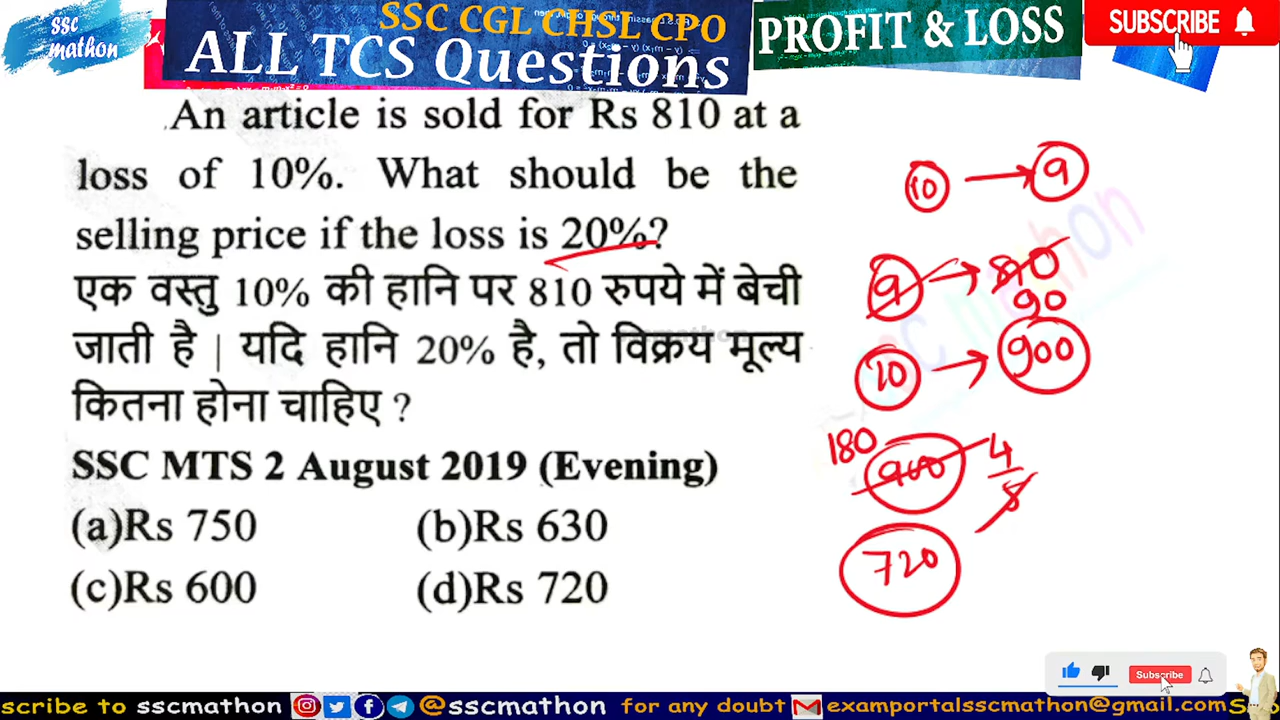 SSC CGL CHSL CPO
SSC mathon
ALL TCS Questions
PROFIT & LOSS
SUBSCRIBE
An article is sold for Rs 810 at a
loss of 10%. What should be the
selling price if the loss is 20%?
एक वस्तु 10% की हानि पर 810 रुपये में बेची
जाती है | यदि हानि 20% है, तो विक्रय मूल्य
कितना होना चाहिए ?
SSC MTS 2 August 2019 (Evening)
(a)Rs 750 (b)Rs 630
(c)Rs 600 (d)Rs 720
10 → 9
9 → 810
90
10 → 900
180 900 4
5
720
sscmathon
Subscribe
scribe to sscmathon @sscmathon for any doubt examportalsscmathon@gmail.com